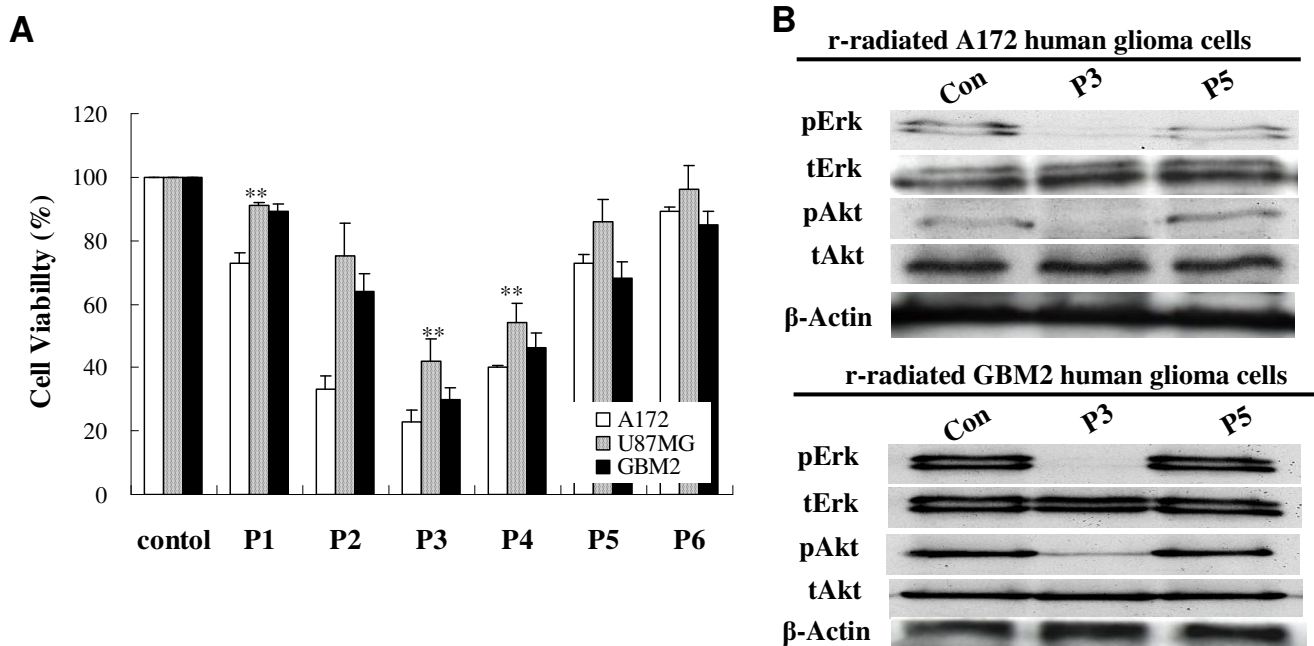 A
120
100
80
60
40
20
0
Cell Viabillty (%)
**
**
**
A172
U87MG
GBM2
contol P1 P2 P3 P4 P5 P6
B
r-radiated A172 human glioma cells
Con P3 P5
pErk
tErk
pAkt
tAkt
β-Actin
r-radiated GBM2 human glioma cells
Con P3 P5
pErk
tErk
pAkt
tAkt
β-Actin